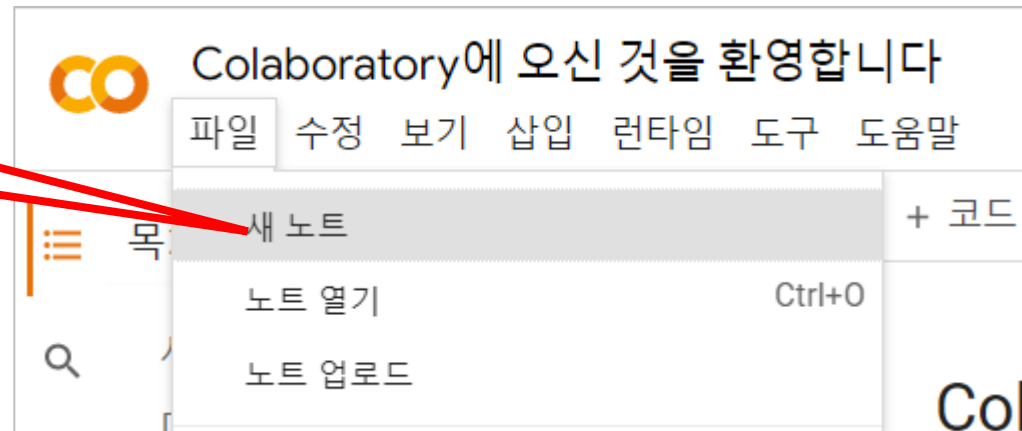 Colaboratory에 오신 것을 환영합니다
파일 수정 보기 삽입 런타임 도구 도움말
새 노트
+ 코드
노트 열기 Ctrl+O
노트 업로드